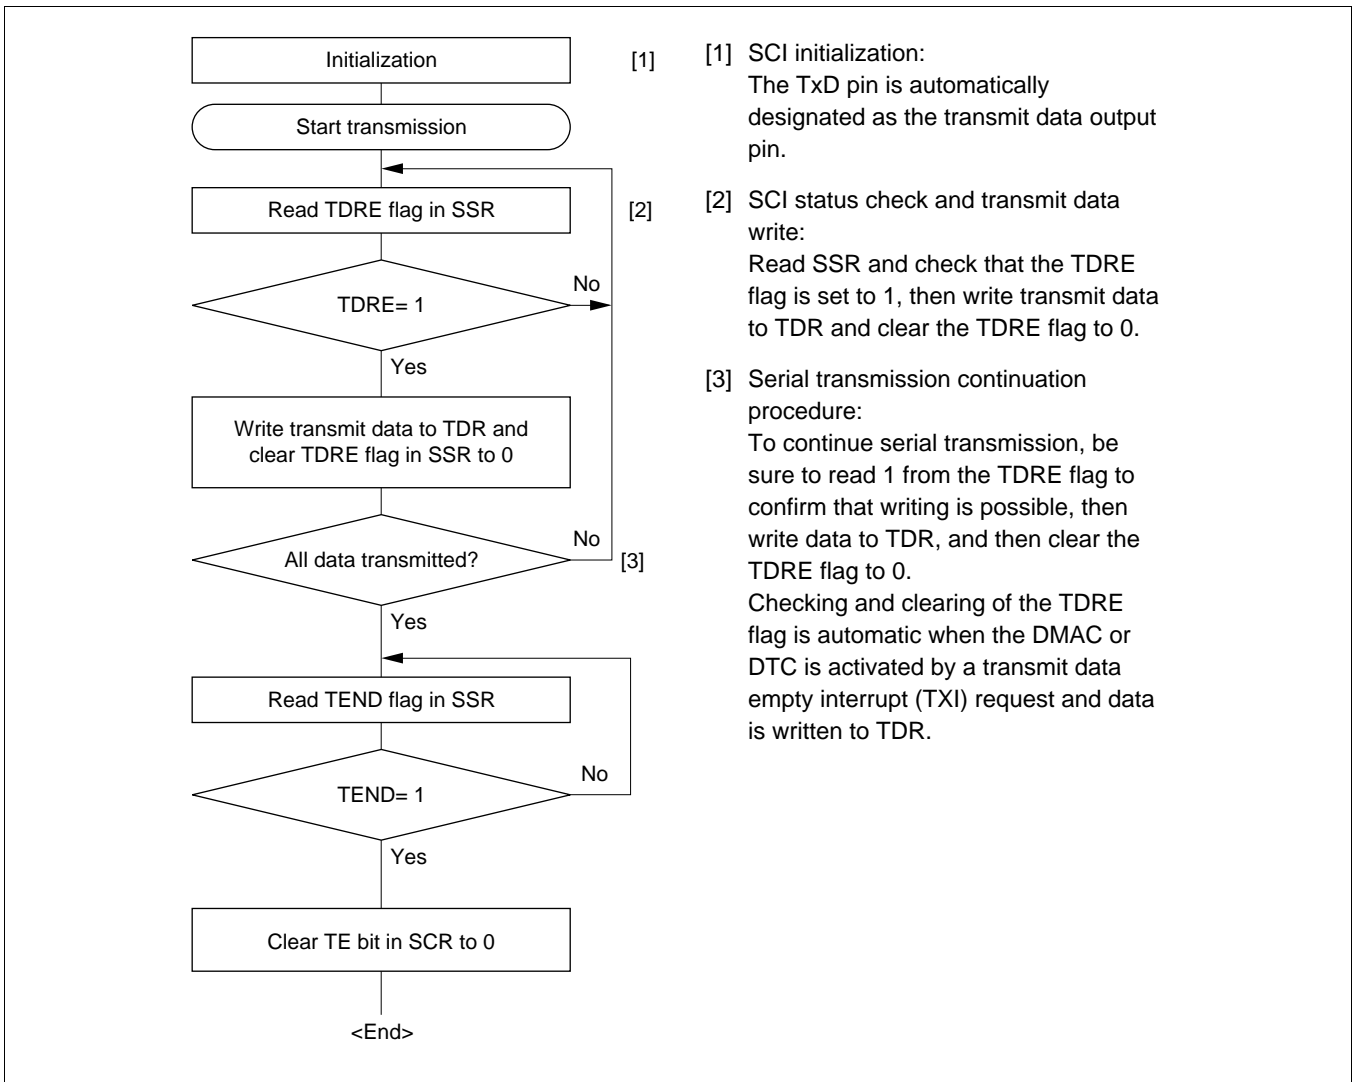 Initialization
[1]
Start transmission
Read TDRE flag in SSR
[2]
No
TDRE= 1
Yes
Write transmit data to TDR and
clear TDRE flag in SSR to 0
No
All data transmitted?
[3]
Yes
Read TEND flag in SSR
No
TEND= 1
Yes
Clear TE bit in SCR to 0
<End>
[1] SCI initialization:
The TxD pin is automatically
designated as the transmit data output
pin.
[2] SCI status check and transmit data
write:
Read SSR and check that the TDRE
flag is set to 1, then write transmit data
to TDR and clear the TDRE flag to 0.
[3] Serial transmission continuation
procedure:
To continue serial transmission, be
sure to read 1 from the TDRE flag to
confirm that writing is possible, then
write data to TDR, and then clear the
TDRE flag to 0.
Checking and clearing of the TDRE
flag is automatic when the DMAC or
DTC is activated by a transmit data
empty interrupt (TXI) request and data
is written to TDR.